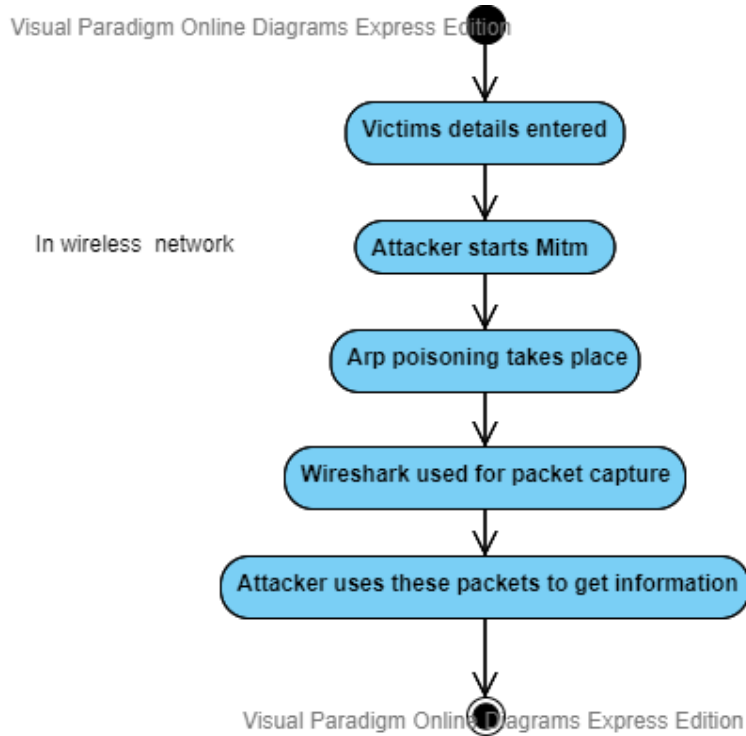 Visual Paradigm Online Diagrams Express Edition
Victims details entered
In wireless network
Attacker starts Mitm
Arp poisoning takes place
Wireshark used for packet capture
Attacker uses these packets to get information
Visual Paradigm Online Diagrams Express Edition